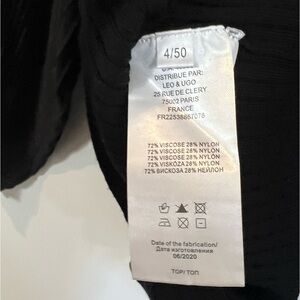 4/50
DISTRIBUE PAR:
LEO & UGO
25 RUE DE CLERY
75002 PARIS
FRANCE
72% VISCOSE 28% NYLON
72% VISCOSE 28% NYLON
72% VISCOSE 28% NYLON
72% VISKÓZA 28% NYLON
72% ВИСКОЗА 28% НЕЙЛОН
Date of the fabrication/
Дата изготовления
06/2020
TOP/ ТОП